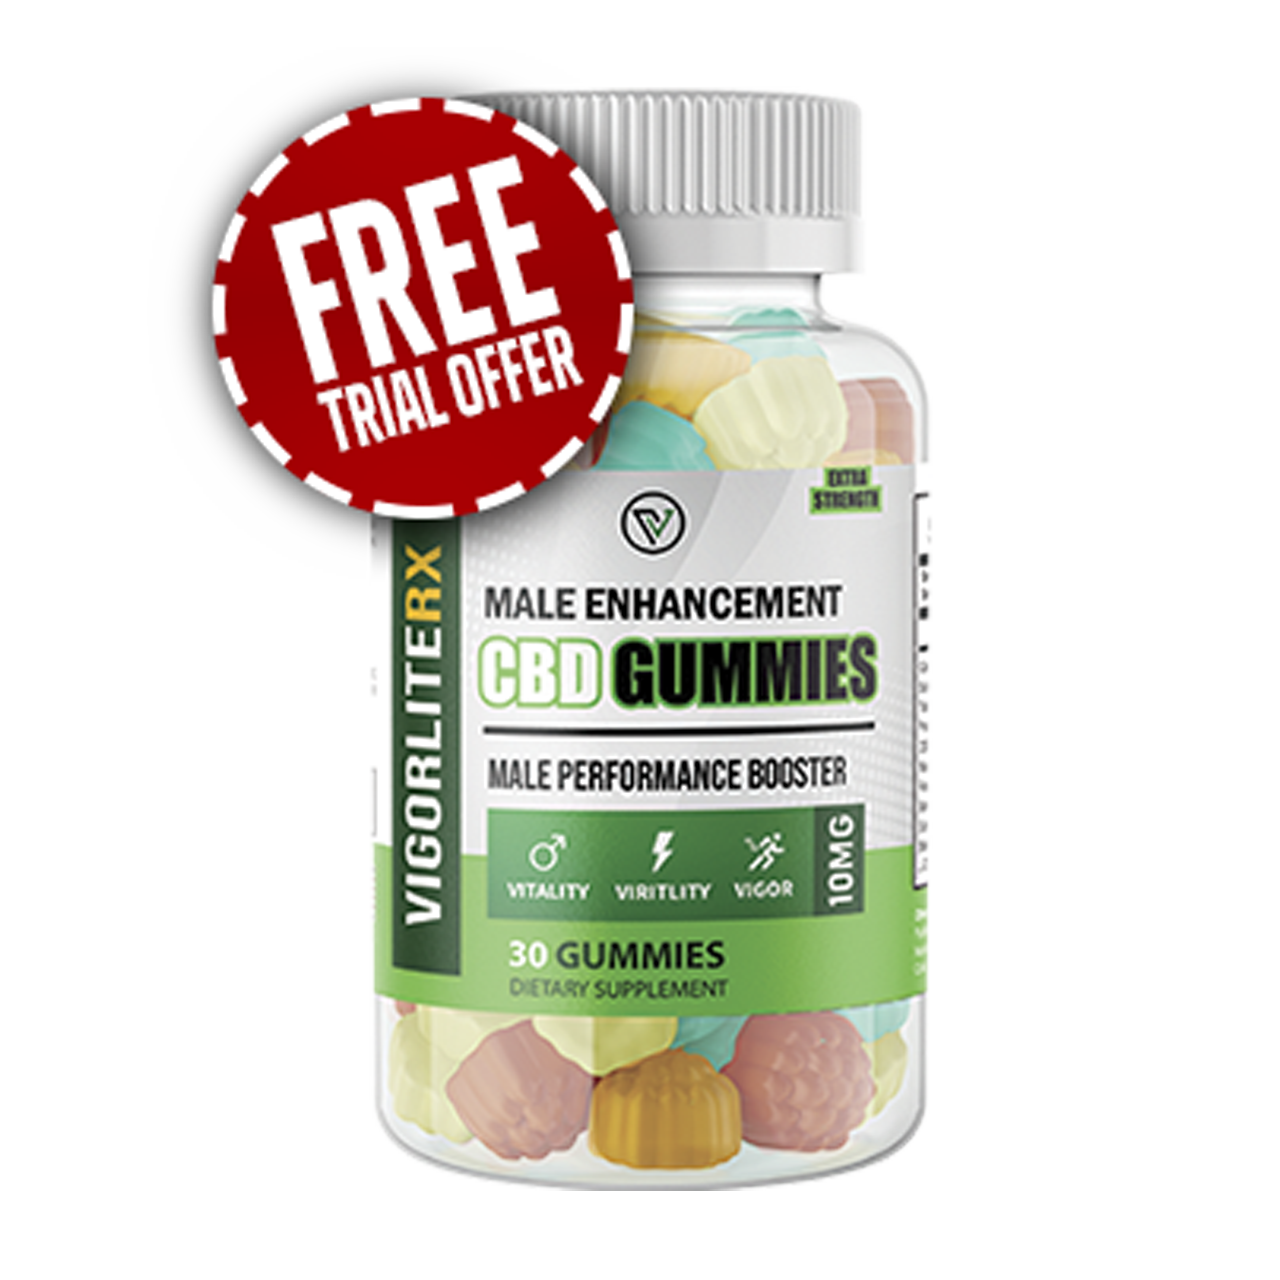 FREE
TRIAL OFFER
EXTRA
STRENGTH
VIGORLITERX
MALE ENHANCEMENT
CBD GUMMIES
MALE PERFORMANCE BOOSTER
VITALITY VIRITLITY VIGOR
10MG
30 GUMMIES
DIETARY SUPPLEMENT